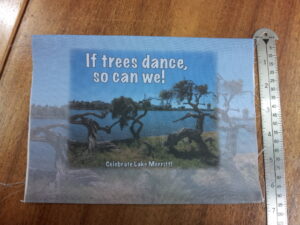 If trees dance,
so can we!
Celebrate Lake Merritt!